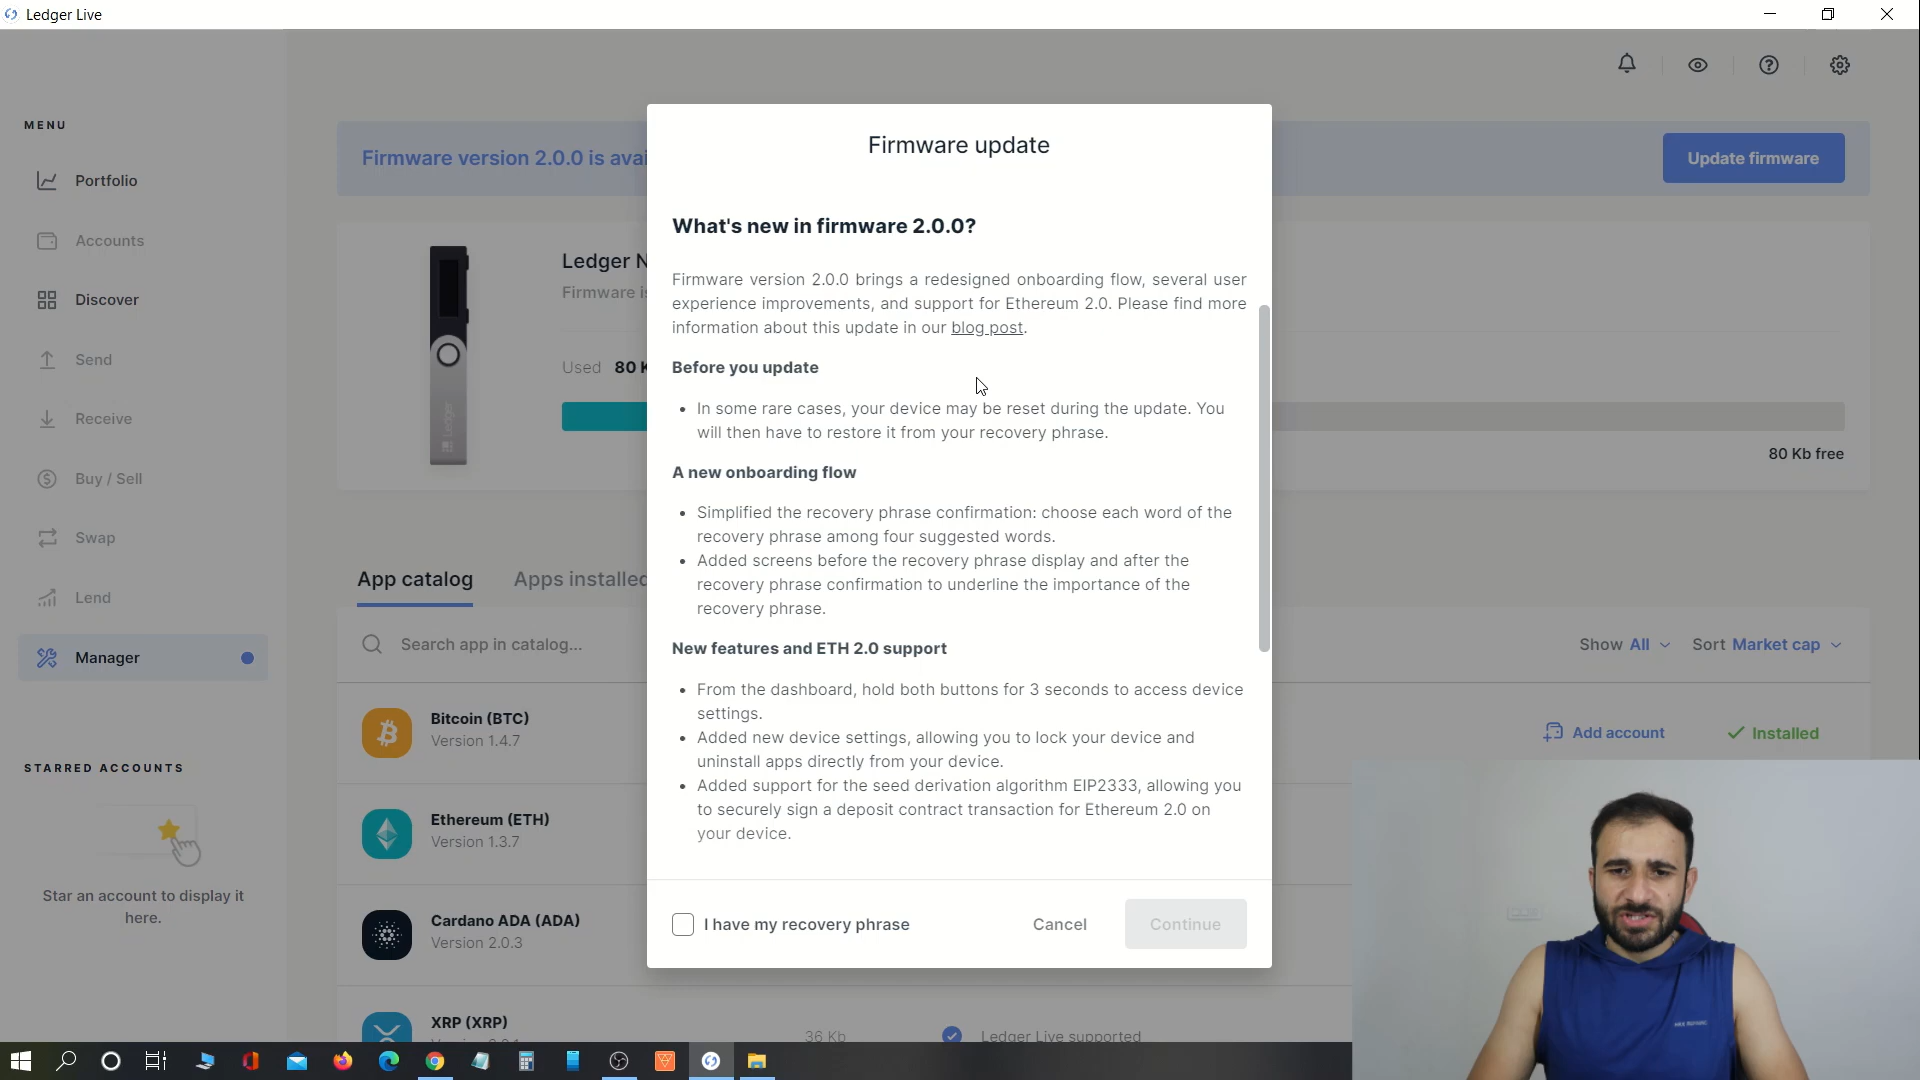 Ledger Live
MENU
Portfolio
Accounts
Discover
Send
Receive
Buy / Sell
Swap
Lend
Manager
STARRED ACCOUNTS
Star an account to display it
here.
Firmware version 2.0.0 is avai
Update firmware
Ledger N
Firmware i
Used 80 K
80 Kb free
App catalog
Apps installed
Search app in catalog...
Show All
Sort Market cap
Bitcoin (BTC)
Version 1.4.7
Add account
Installed
Ethereum (ETH)
Version 1.3.7
Cardano ADA (ADA)
Version 2.0.3
XRP (XRP)
36 Kb
Ledger Live supported
Firmware update
What's new in firmware 2.0.0?
Firmware version 2.0.0 brings a redesigned onboarding flow, several user
experience improvements, and support for Ethereum 2.0. Please find more
information about this update in our blog post.
Before you update
• In some rare cases, your device may be reset during the update. You
will then have to restore it from your recovery phrase.
A new onboarding flow
• Simplified the recovery phrase confirmation: choose each word of the
recovery phrase among four suggested words.
• Added screens before the recovery phrase display and after the
recovery phrase confirmation to underline the importance of the
recovery phrase.
New features and ETH 2.0 support
• From the dashboard, hold both buttons for 3 seconds to access device
settings.
• Added new device settings, allowing you to lock your device and
uninstall apps directly from your device.
• Added support for the seed derivation algorithm EIP2333, allowing you
to securely sign a deposit contract transaction for Ethereum 2.0 on
your device.
I have my recovery phrase
Cancel
Continue